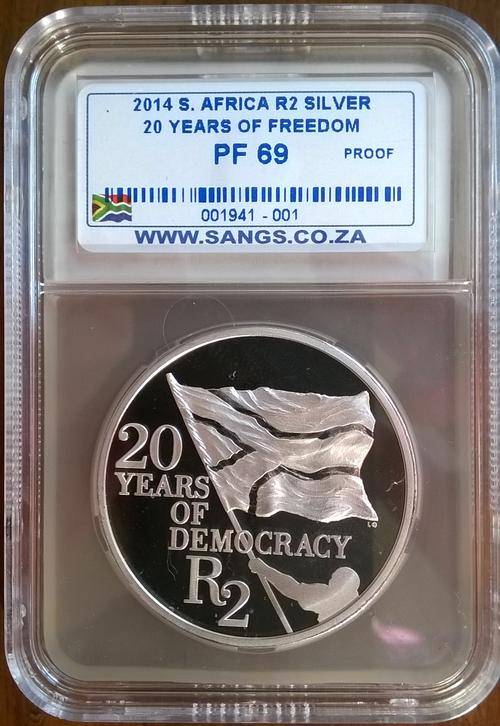 2014 S. AFRICA R2 SILVER
20 YEARS OF FREEDOM
PF 69 PROOF
001941 - 001
WWW.SANGS.CO.ZA
20
YEARS
OF
DEMOCRACY
R2
LG